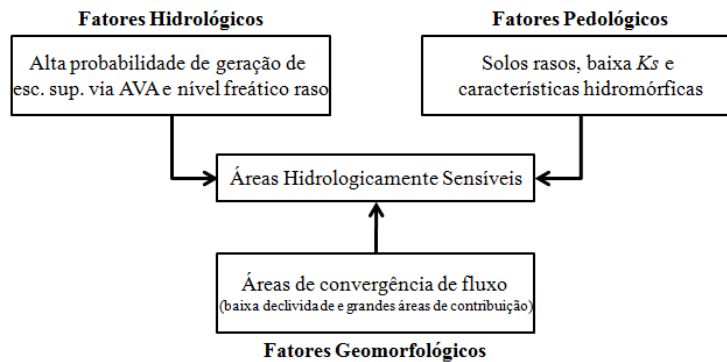 Fatores Hidrológicos
Alta probabilidade de geração de
esc. sup. via AVA e nível freático raso
Fatores Pedológicos
Solos rasos, baixa Ks e
características hidromórficas
Áreas Hidrologicamente Sensíveis
Áreas de convergência de fluxo
(baixa declividade e grandes áreas de contribuição)
Fatores Geomorfológicos